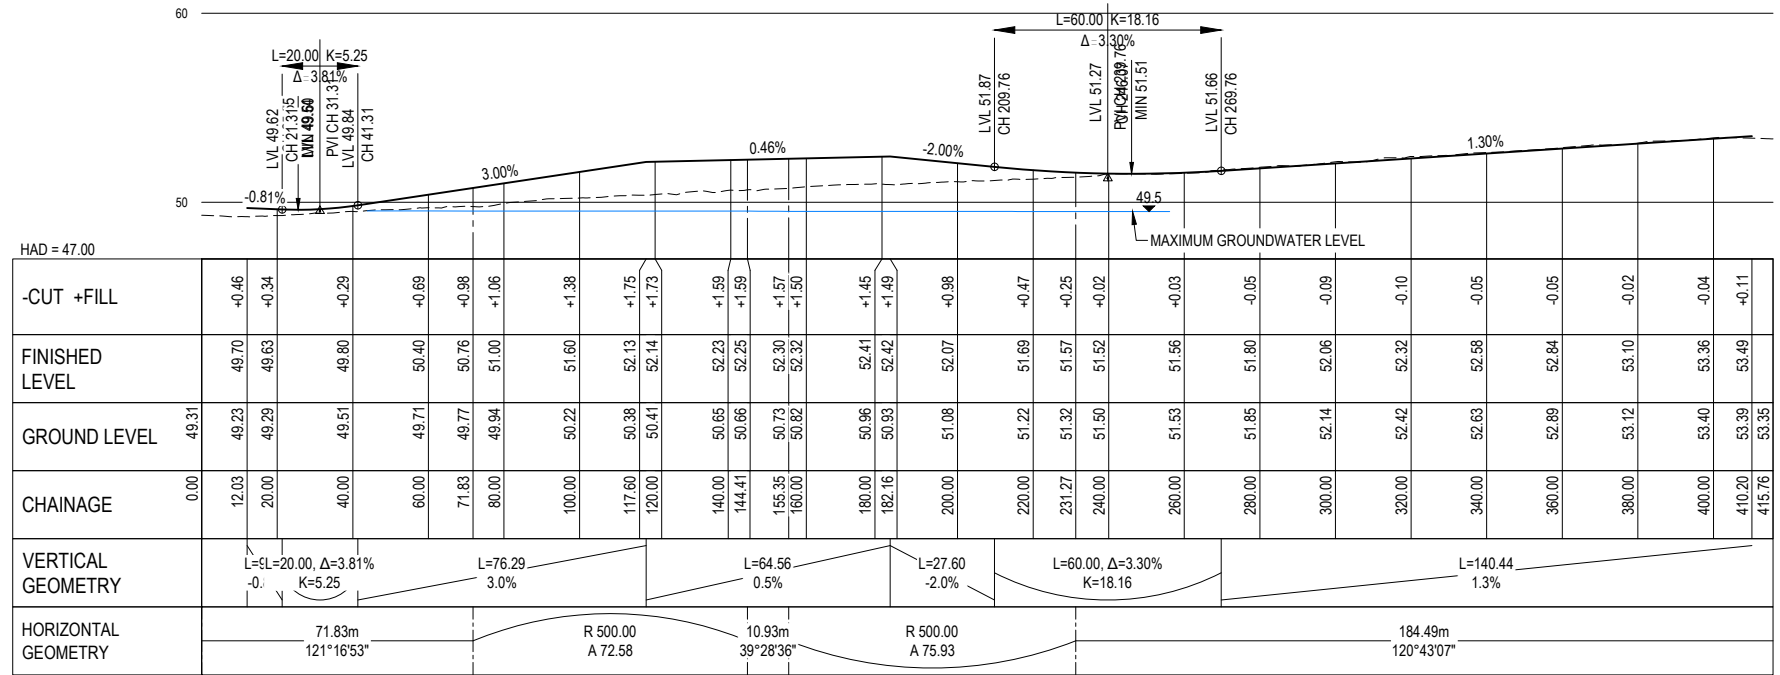 60
50
L=20.00 K=5.25
Δ=3.81%
LVL 49.62
CH 21.31
PVI CH 31.31
LVL 49.84
CH 41.31
-0.81%
3.00%
0.46%
-2.00%
L=60.00 K=18.16
Δ=3.30%
LVL 51.87
CH 209.76
LVL 51.27
MIN 51.51
LVL 51.66
CH 269.76
1.30%
49.5
MAXIMUM GROUNDWATER LEVEL
HAD = 47.00
-CUT +FILL
+0.46 +0.34 +0.29 +0.69 +0.98 +1.06 +1.38 +1.75 +1.73 +1.59 +1.59 +1.57 +1.50 +1.45 +1.49 +0.98 +0.47 +0.25 +0.02 +0.03 -0.05 -0.09 -0.10 -0.05 -0.05 -0.02 -0.04 +0.11
FINISHED
LEVEL
49.70 49.63 49.80 50.40 50.76 51.00 51.60 52.13 52.14 52.23 52.25 52.30 52.32 52.41 52.42 52.07 51.69 51.57 51.52 51.56 51.80 52.06 52.32 52.58 52.84 53.10 53.36 53.49
GROUND LEVEL
49.31 49.23 49.29 49.51 49.71 49.77 49.94 50.22 50.38 50.41 50.65 50.66 50.73 50.82 50.96 50.93 51.08 51.22 51.32 51.50 51.53 51.85 52.14 52.42 52.63 52.89 53.12 53.40 53.39 53.35
CHAINAGE
0.00 12.03 20.00 40.00 60.00 71.83 80.00 100.00 117.60 120.00 140.00 144.41 155.35 160.00 180.00 182.16 200.00 220.00 231.27 240.00 260.00 280.00 300.00 320.00 340.00 360.00 380.00 400.00 410.20 415.76
VERTICAL
GEOMETRY
L=20.00, Δ=3.81%
K=5.25
L=76.29
3.0%
L=64.56
0.5%
L=27.60
-2.0%
L=60.00, Δ=3.30%
K=18.16
L=140.44
1.3%
HORIZONTAL
GEOMETRY
71.83m
121°16'53"
R 500.00
A 72.58
10.93m
39°28'36"
R 500.00
A 75.93
184.49m
120°43'07"